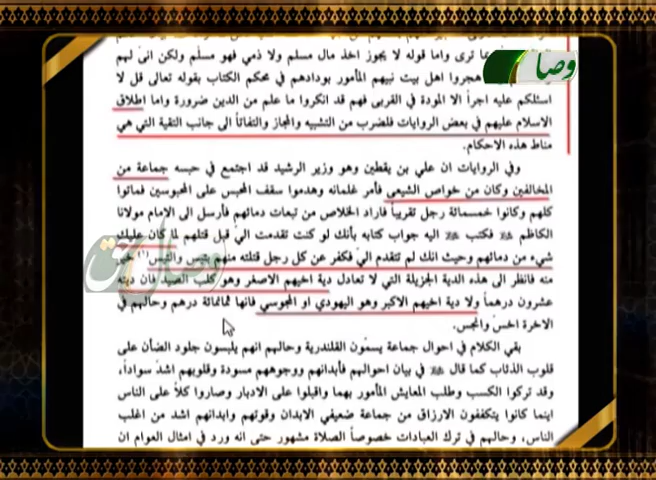 ترى واما قوله لا يجوز اخذ مال مسلم ولا ذمي فهو مسلم ولكن انى لهم
هجروا اهل بيت نبيهم المأمور بودادهم في محكم الكتاب بقوله تعالى قل لا
اسئلكم عليه اجراً الا المودة في القربى فهم قد انكروا ما علم من الدين ضرورة واما اطلاق
الاسلام عليهم في بعض الروايات فلضرب من التشبيه والمجاز والتفاتاً الى جانب التقية التي هي
مناط هذه الاحكام.
وفي الروايات ان علي بن يقطين وهو وزير الرشيد قد اجتمع في حبسه جماعة من
المخالفين وكان من خواص الشيعي فأمر غلمانه وهدموا سقف المحبس على المحبوسين فماتوا
كلهم وكانوا خمسمائة رجل تقريباً فاراد الخلاص من تبعات دمائهم فأرسل الى الامام مولانا
الكاظم فكتب اليه جواب كتابه بأنك لو كنت تقدمت اليّ قبل قتلهم لما كان عليك
شيء من دمائهم وحيث انك لم تتقدم اليّ فكفر عن كل رجل قتلته منهم بتيس والتيس(١) خير
منه فانظر الى هذه الدية الجزيلة التي لا تعادل دية اخيهم الاصغر وهو كلب الصيد فان ديته
عشرون درهماً ولا دية اخيهم الاكبر وهو اليهودي او المجوسي فانها ثمانمائة درهم وحالهم في
الاخرة اخسّ وانجس.
بقي الكلام في احوال جماعة يسمّون القلندرية وحالهم انهم يلبسون جلود الضأن على
قلوب الذئاب كما قال في بيان احوالهم فأبدانهم ووجوههم مسودة وقلوبهم اشدّ سواداً،
وقد تركوا الكسب وطلب المعايش المأمور بهما واقبلوا على الادبار وصاروا كلاً على الناس
اينما كانوا يتكففون الارزاق من جماعة ضعيفي الابدان وقوتهم وابدانهم اشد من اغلب
الناس، وحالهم في ترك العبادات خصوصاً الصلاة مشهور حتى انه ورد في امثال العوام ان
وصال
وصال